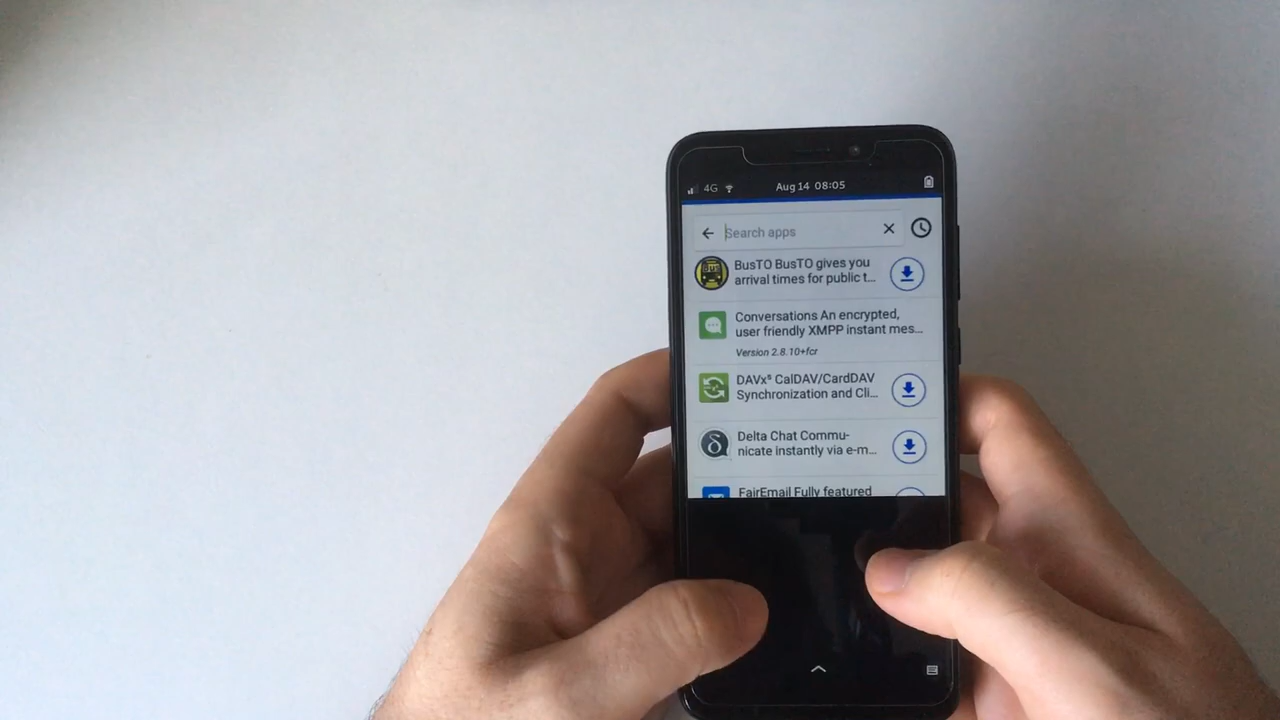 4G
Aug 14 08:05
Search apps
BusTO BusTO gives you
arrival times for public t...
Conversations An encrypted,
user friendly XMPP instant mes...
Version 2.8.10+fcr
DAVx⁵ CalDAV/CardDAV
Synchronization and Cli...
Delta Chat Commu-
nicate instantly via e-m...
FairEmail Fully featured